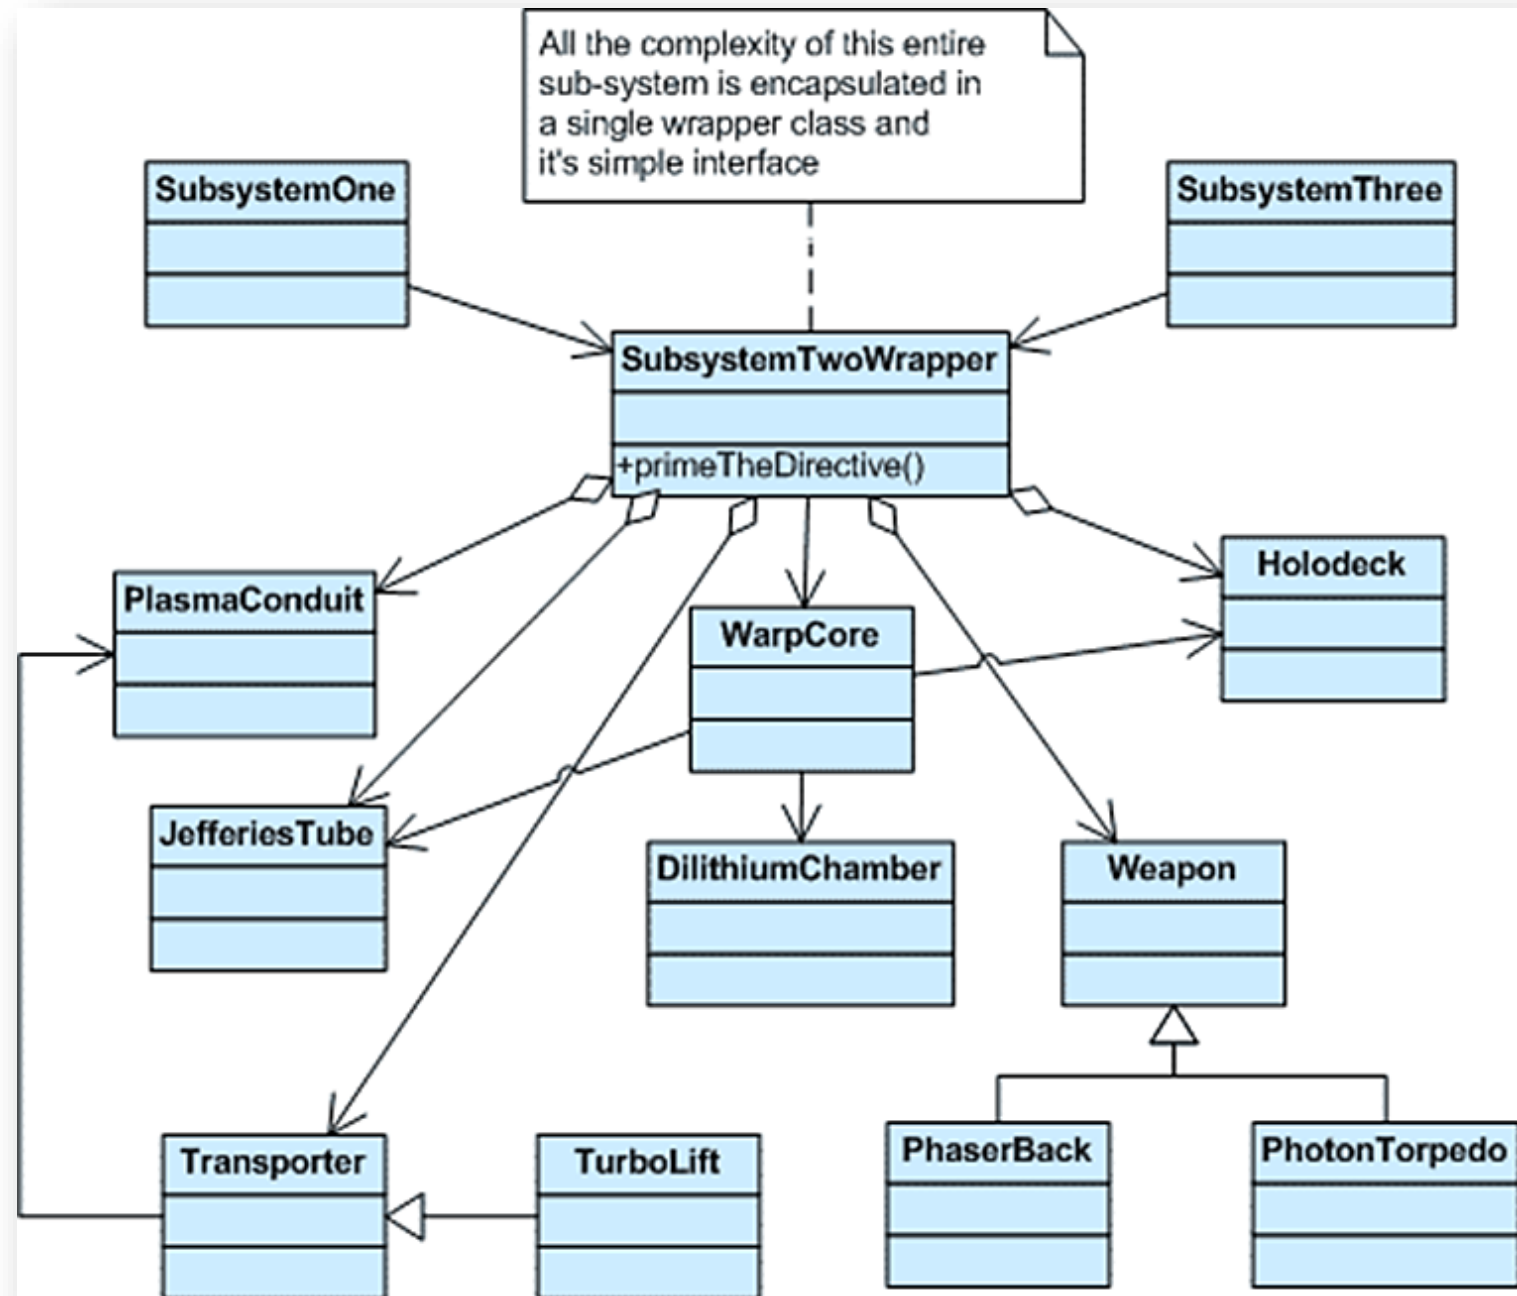 All the complexity of this entire
sub-system is encapsulated in
a single wrapper class and
it's simple interface
SubsystemOne
SubsystemThree
SubsystemTwoWrapper
+primeTheDirective()
Holodeck
PlasmaConduit
WarpCore
JefferiesTube
DilithiumChamber
Weapon
Transporter
TurboLift
PhaserBack
PhotonTorpedo